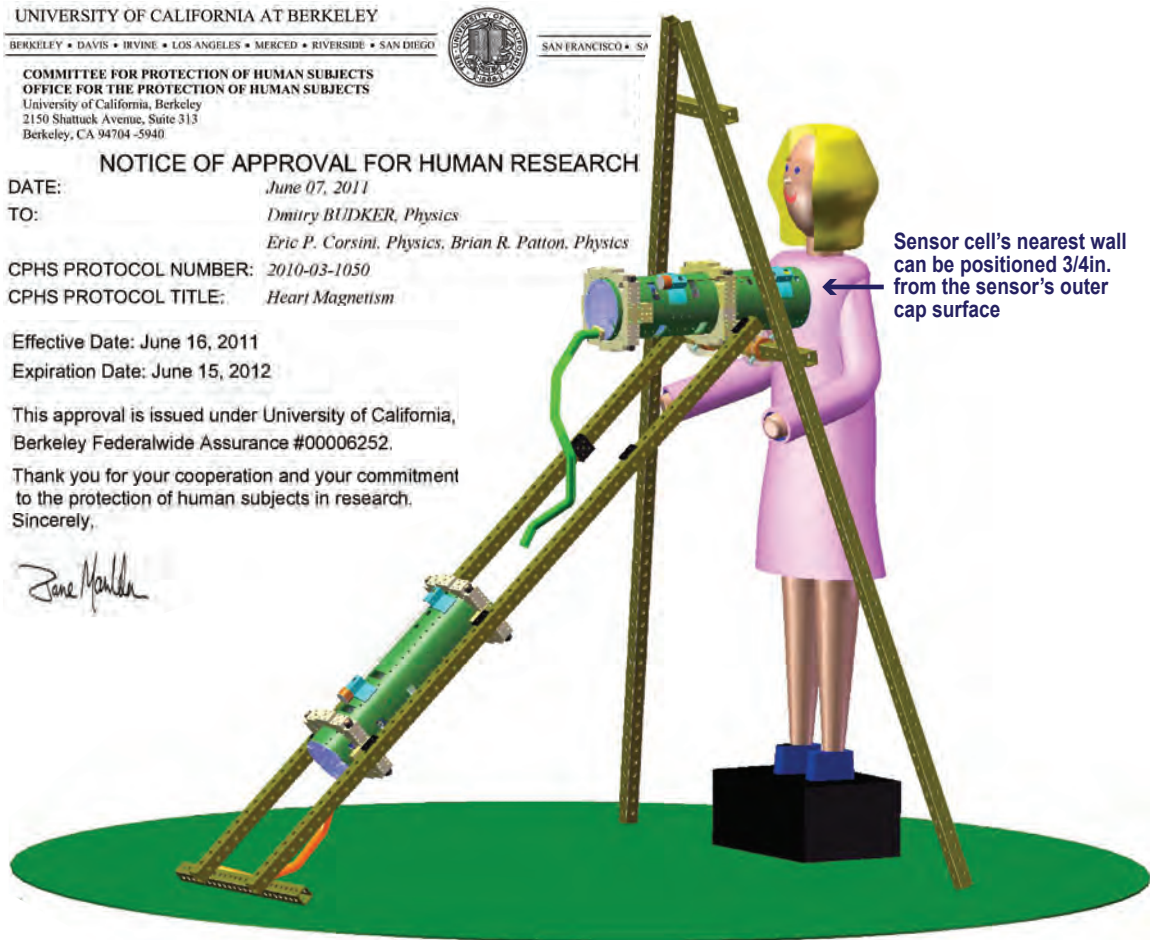 UNIVERSITY OF CALIFORNIA AT BERKELEY
BERKELEY • DAVIS • IRVINE • LOS ANGELES • MERCED • RIVERSIDE • SAN DIEGO
SAN FRANCISCO • SA
COMMITTEE FOR PROTECTION OF HUMAN SUBJECTS
OFFICE FOR THE PROTECTION OF HUMAN SUBJECTS
University of California, Berkeley
2150 Shattuck Avenue, Suite 313
Berkeley, CA 94704 -5940
NOTICE OF APPROVAL FOR HUMAN RESEARCH
DATE: June 07, 2011
TO: Dmitry BUDKER, Physics
Eric P. Corsini, Physics, Brian R. Patton, Physics
CPHS PROTOCOL NUMBER: 2010-03-1050
CPHS PROTOCOL TITLE: Heart Magnetism
Effective Date: June 16, 2011
Expiration Date: June 15, 2012
This approval is issued under University of California,
Berkeley Federalwide Assurance #00006252.
Thank you for your cooperation and your commitment
to the protection of human subjects in research.
Sincerely,
Sensor cell's nearest wall
can be positioned 3/4in.
from the sensor's outer
cap surface